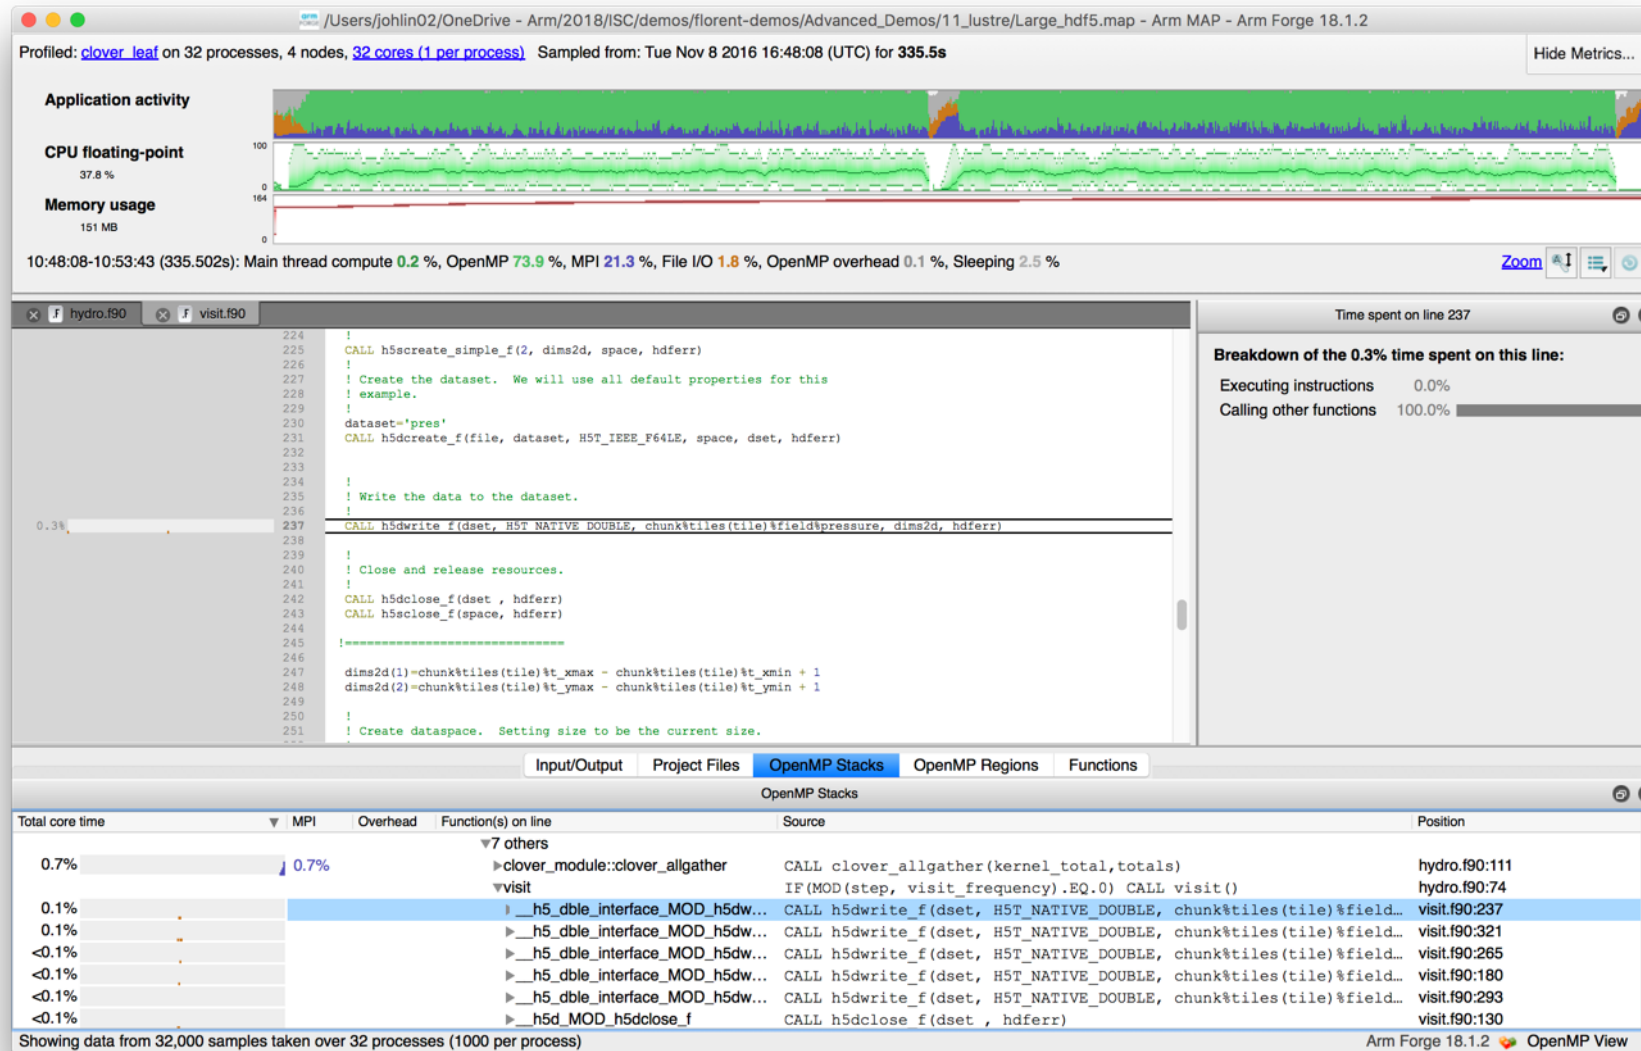 /Users/johlin02/OneDrive - Arm/2018/ISC/demos/florent-demos/Advanced_Demos/11_lustre/Large_hdf5.map - Arm MAP - Arm Forge 18.1.2
Profiled: clover_leaf on 32 processes, 4 nodes, 32 cores (1 per process) Sampled from: Tue Nov 8 2016 16:48:08 (UTC) for 335.5s
Hide Metrics...
Application activity
CPU floating-point
37.8 %
100
0
Memory usage
151 MB
164
0
10:48:08-10:53:43 (335.502s): Main thread compute 0.2 %, OpenMP 73.9 %, MPI 21.3 %, File I/O 1.8 %, OpenMP overhead 0.1 %, Sleeping 2.5 %
Zoom
F hydro.f90
F visit.f90
Time spent on line 237
224 !
225 CALL h5screate_simple_f(2, dims2d, space, hdferr)
226 !
227 ! Create the dataset. We will use all default properties for this
228 ! example.
229 !
230 dataset='pres'
231 CALL h5dcreate_f(file, dataset, H5T_IEEE_F64LE, space, dset, hdferr)
232
233
234 !
235 ! Write the data to the dataset.
236 !
0.3% 237 CALL h5dwrite_f(dset, H5T_NATIVE_DOUBLE, chunk%tiles(tile)%field%pressure, dims2d, hdferr)
238
239 !
240 ! Close and release resources.
241 !
242 CALL h5dclose_f(dset , hdferr)
243 CALL h5sclose_f(space, hdferr)
244
245 !==============================
246
247 dims2d(1)=chunk%tiles(tile)%t_xmax - chunk%tiles(tile)%t_xmin + 1
248 dims2d(2)=chunk%tiles(tile)%t_ymax - chunk%tiles(tile)%t_ymin + 1
249
250 !
251 ! Create dataspace. Setting size to be the current size.
Breakdown of the 0.3% time spent on this line:
Executing instructions 0.0%
Calling other functions 100.0%
Input/Output Project Files OpenMP Stacks OpenMP Regions Functions
OpenMP Stacks
Total core time MPI Overhead Function(s) on line Source Position
7 others
0.7% 0.7% clover_module::clover_allgather CALL clover_allgather(kernel_total,totals) hydro.f90:111
visit IF(MOD(step, visit_frequency).EQ.0) CALL visit() hydro.f90:74
0.1% __h5_dble_interface_MOD_h5dw... CALL h5dwrite_f(dset, H5T_NATIVE_DOUBLE, chunk%tiles(tile)%field... visit.f90:237
0.1% __h5_dble_interface_MOD_h5dw... CALL h5dwrite_f(dset, H5T_NATIVE_DOUBLE, chunk%tiles(tile)%field... visit.f90:321
<0.1% __h5_dble_interface_MOD_h5dw... CALL h5dwrite_f(dset, H5T_NATIVE_DOUBLE, chunk%tiles(tile)%field... visit.f90:265
<0.1% __h5_dble_interface_MOD_h5dw... CALL h5dwrite_f(dset, H5T_NATIVE_DOUBLE, chunk%tiles(tile)%field... visit.f90:180
<0.1% __h5_dble_interface_MOD_h5dw... CALL h5dwrite_f(dset, H5T_NATIVE_DOUBLE, chunk%tiles(tile)%field... visit.f90:293
<0.1% __h5d_MOD_h5dclose_f CALL h5dclose_f(dset , hdferr) visit.f90:130
Showing data from 32,000 samples taken over 32 processes (1000 per process)
Arm Forge 18.1.2 OpenMP View